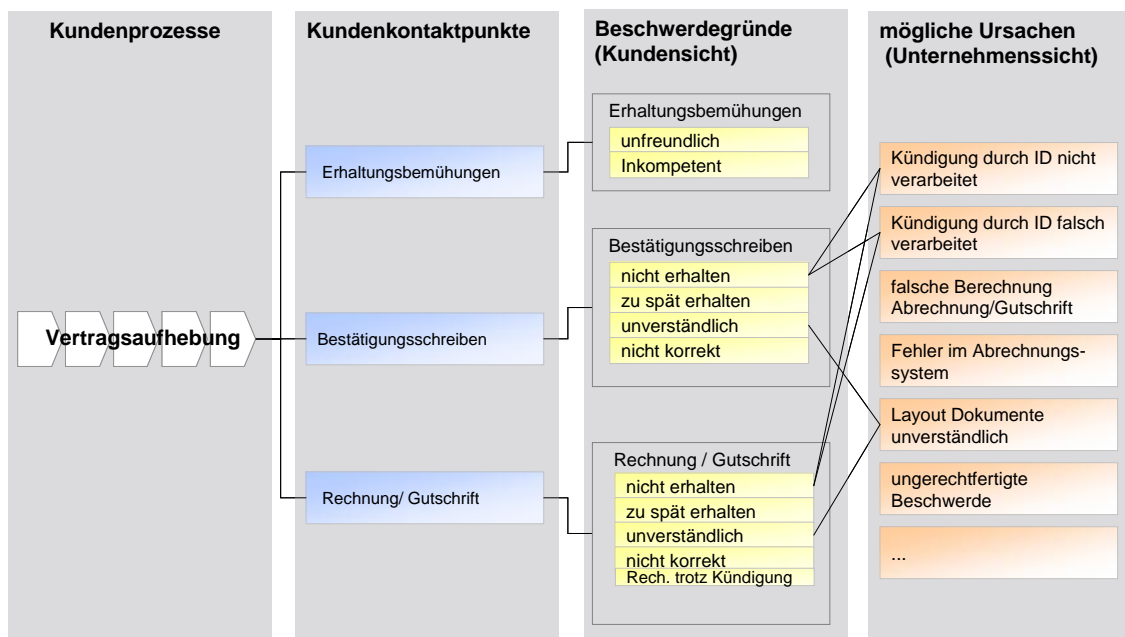 Kundenprozesse
Kundenkontaktpunkte
Beschwerdegründe
(Kundensicht)
mögliche Ursachen
(Unternehmenssicht)
Vertragsaufhebung
Erhaltungsbemühungen
Bestätigungsschreiben
Rechnung/ Gutschrift
Erhaltungsbemühungen
unfreundlich
Inkompetent
Bestätigungsschreiben
nicht erhalten
zu spät erhalten
unverständlich
nicht korrekt
Rechnung / Gutschrift
nicht erhalten
zu spät erhalten
unverständlich
nicht korrekt
Rech. trotz Kündigung
Kündigung durch ID nicht
verarbeitet
Kündigung durch ID falsch
verarbeitet
falsche Berechnung
Abrechnung/Gutschrift
Fehler im Abrechnungs-
system
Layout Dokumente
unverständlich
ungerechtfertigte
Beschwerde
...